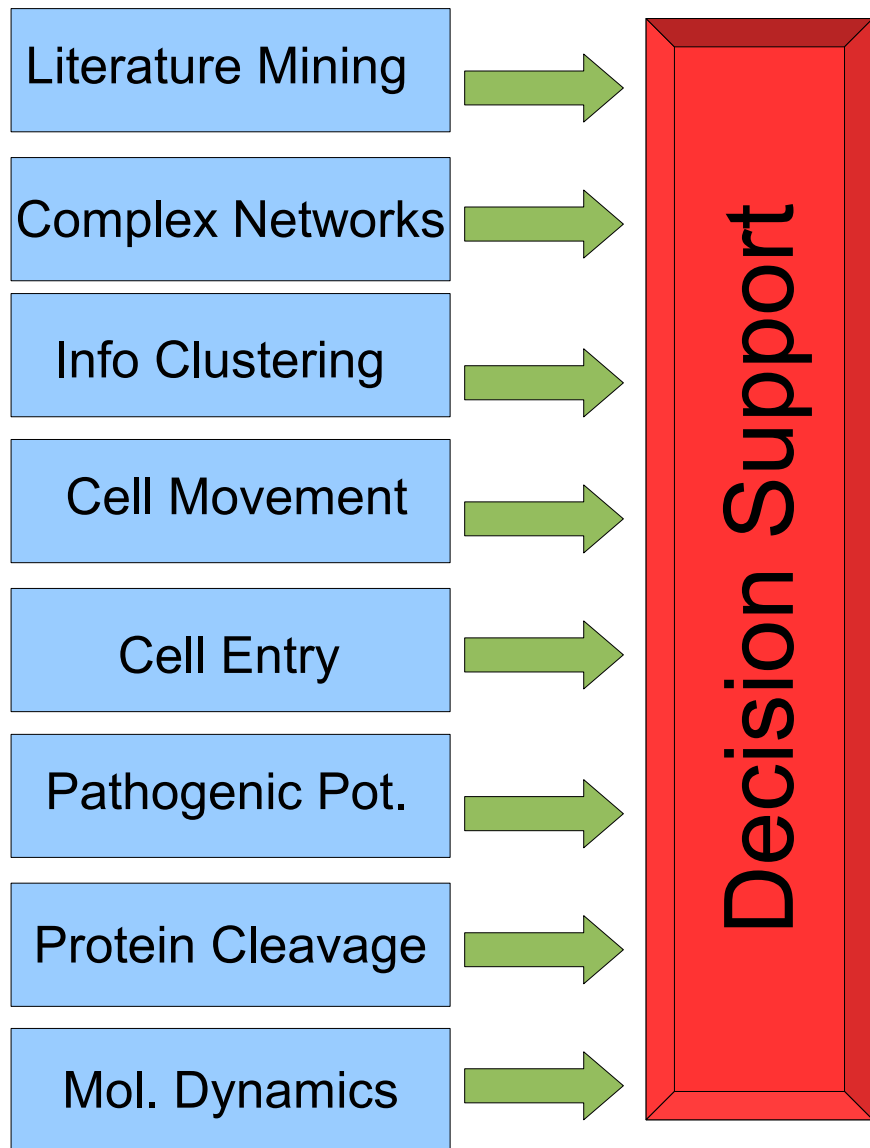 Literature Mining
Complex Networks
Info Clustering
Cell Movement
Cell Entry
Pathogenic Pot.
Protein Cleavage
Mol. Dynamics
Decision Support